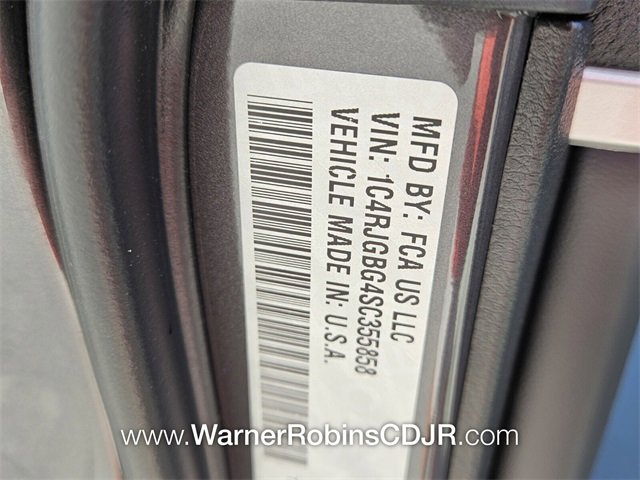 MFD BY: FCA US LLC
VIN: 1C4RJGBG4SC355858
VEHICLE MADE IN: U.S.A.
www.WarnerRobinsCDJR.com